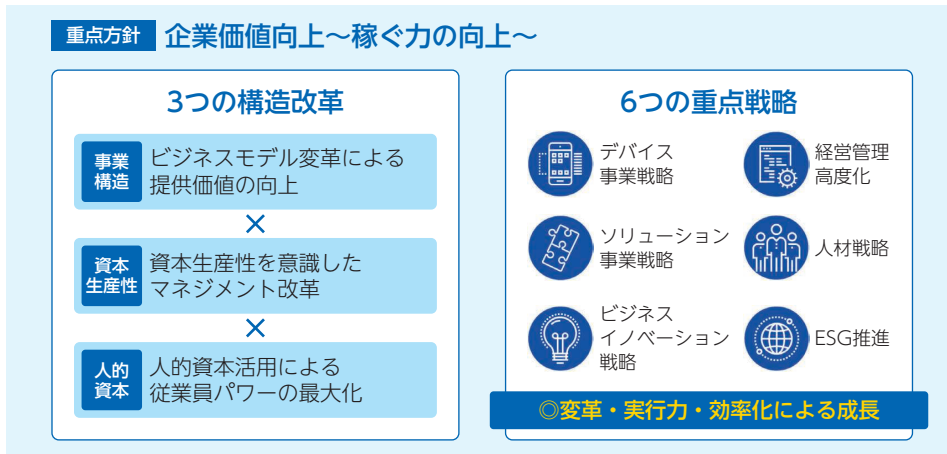 重点方針 企業価値向上～稼ぐ力の向上～
3つの構造改革
事業
構造
ビジネスモデル変革による
提供価値の向上
×
資本
生産性
資本生産性を意識した
マネジメント改革
×
人的
資本
人的資本活用による
従業員パワーの最大化
6つの重点戦略
デバイス
事業戦略
経営管理
高度化
ソリューション
事業戦略
人材戦略
ビジネス
イノベーション
戦略
ESG推進
◎変革・実行力・効率化による成長